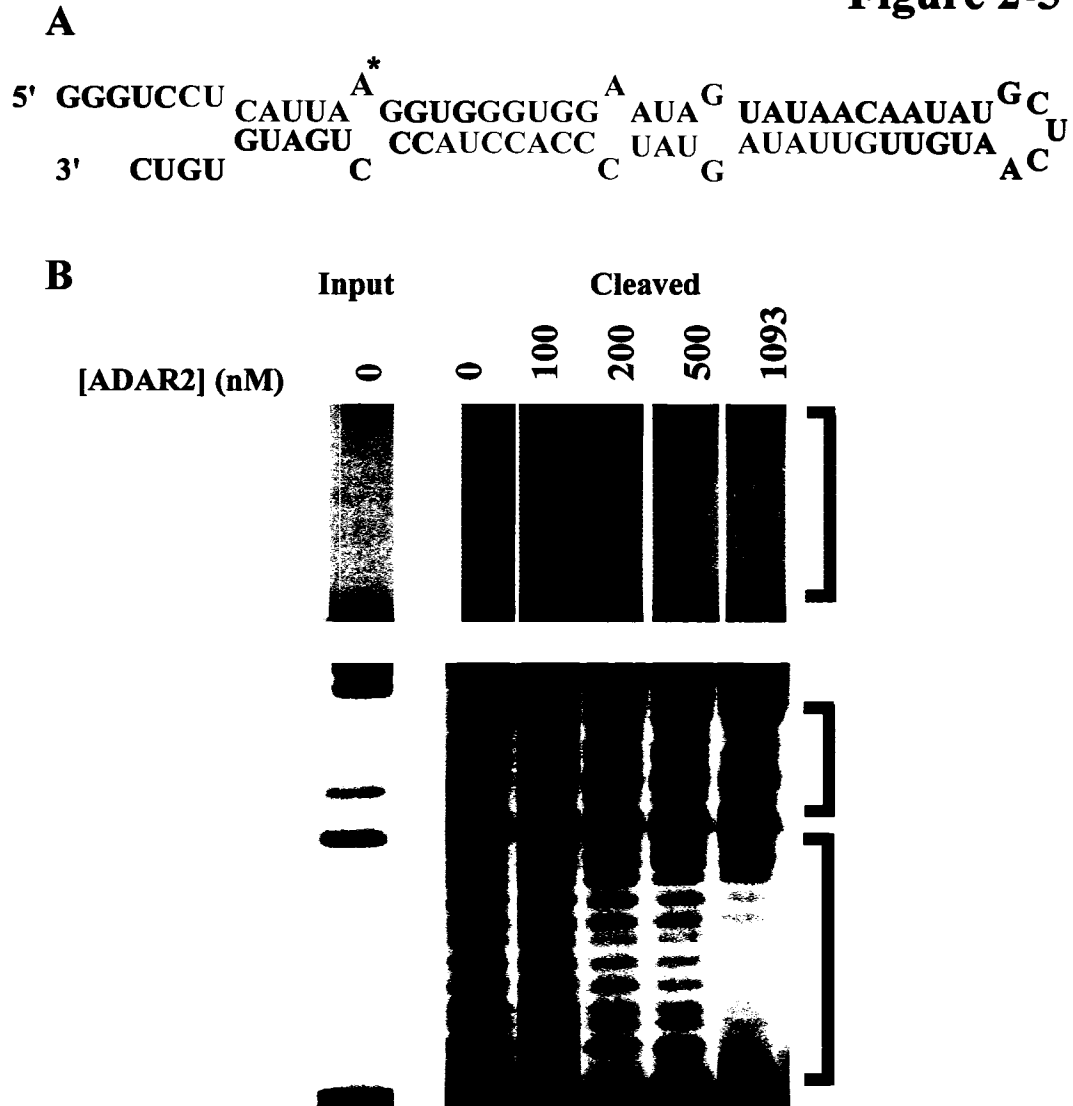 Figure 2-3
A
A*
A
G
G C
5' GGGUCCU CAUUA GGUGGGUGG AUA UAUAACAAUAU U
3' CUGU GUAGU C CCAUCCACC C UAU G AUAUUGUUGUA A C
B
Input Cleaved
[ADAR2] (nM) 0 0 100 200 500 1093